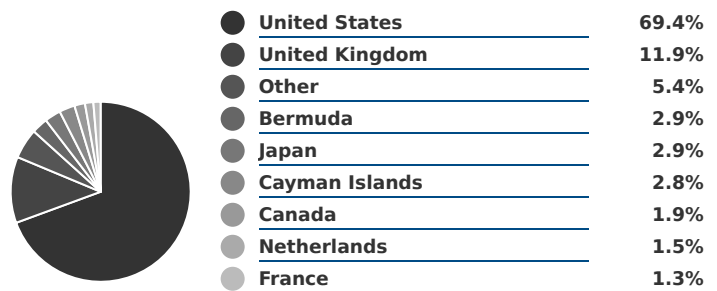 United States 69.4%
United Kingdom 11.9%
Other 5.4%
Bermuda 2.9%
Japan 2.9%
Cayman Islands 2.8%
Canada 1.9%
Netherlands 1.5%
France 1.3%